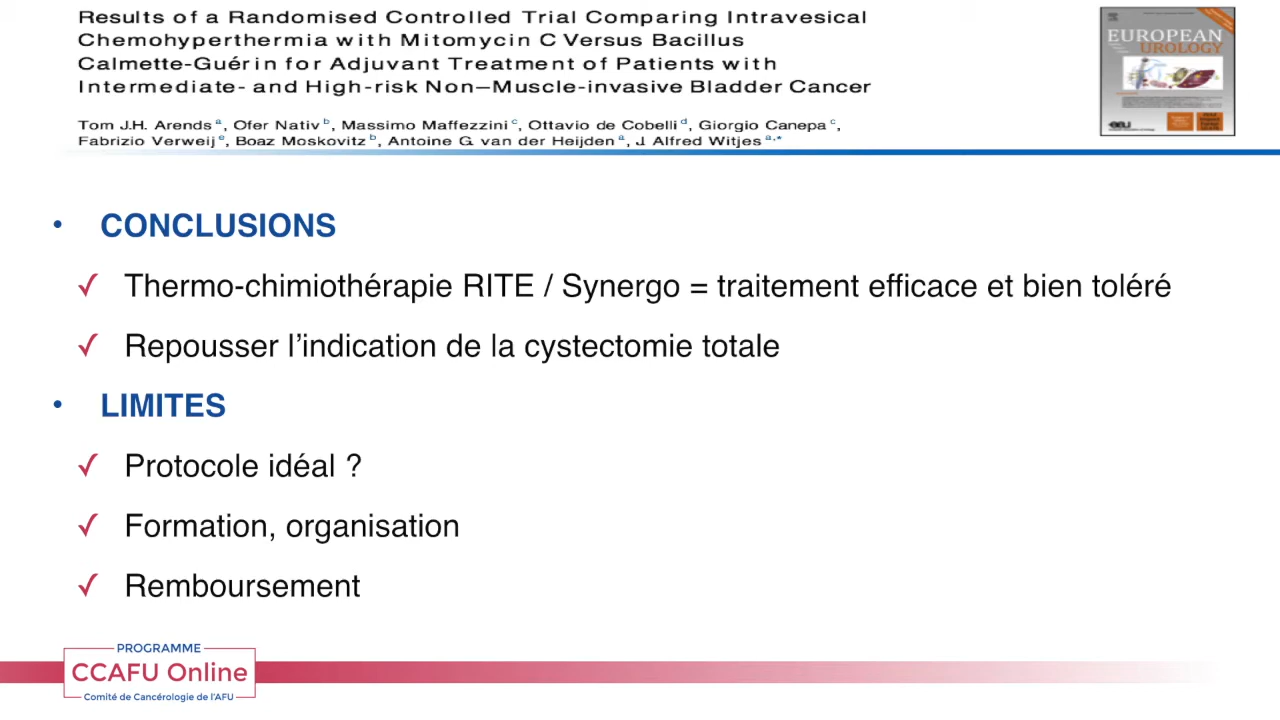 Results of a Randomised Controlled Trial Comparing Intravesical
Chemohyperthermia with Mitomycin C Versus Bacillus
Calmette-Guérin for Adjuvant Treatment of Patients with
Intermediate- and High-risk Non–Muscle-invasive Bladder Cancer
Tom J.H. Arends a, Ofer Nativ b, Massimo Maffezzini c, Ottavio de Cobelli d, Giorgio Canepa c,
Fabrizio Verweij e, Boaz Moskovitz b, Antoine G. van der Heijden a, J. Alfred Witjes a,*
EUROPEAN
UROLOGY
• CONCLUSIONS
✓ Thermo-chimiothérapie RITE / Synergo = traitement efficace et bien toléré
✓ Repousser l’indication de la cystectomie totale
• LIMITES
✓ Protocole idéal ?
✓ Formation, organisation
✓ Remboursement
PROGRAMME
CCAFU Online
Comité de Cancérologie de l'AFU